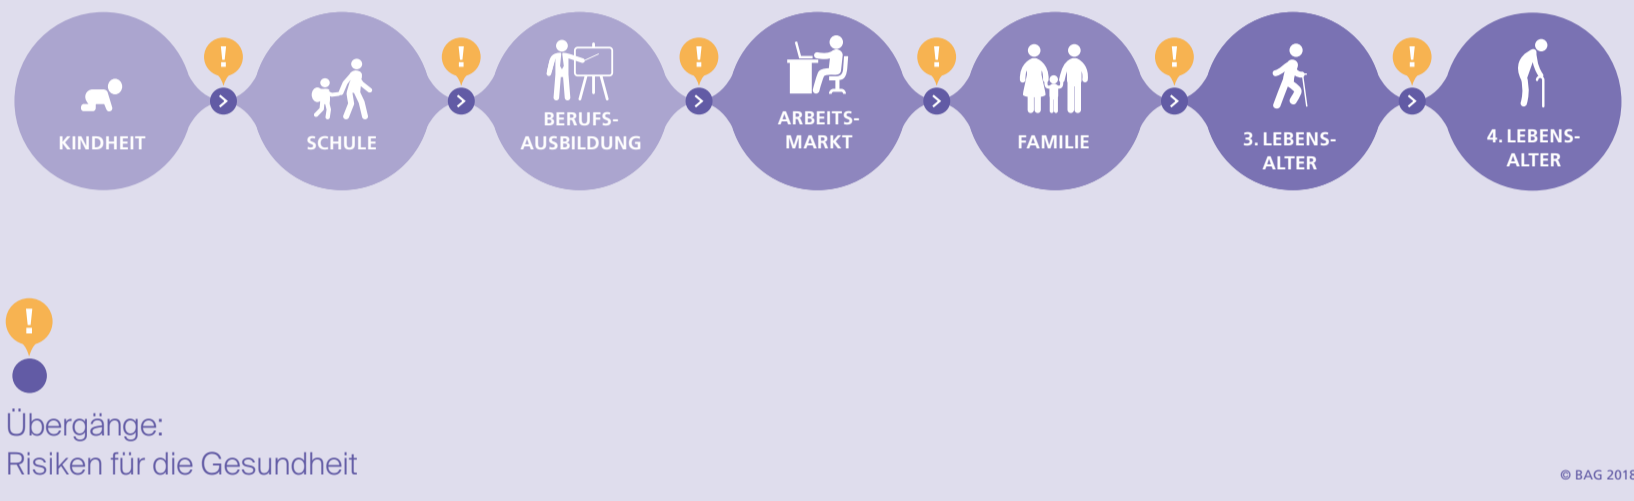 KINDHEIT
!
SCHULE
!
BERUFS-
AUSBILDUNG
!
ARBEITS-
MARKT
!
FAMILIE
!
3. LEBENS-
ALTER
!
4. LEBENS-
ALTER
!
Übergänge:
Risiken für die Gesundheit
© BAG 2018